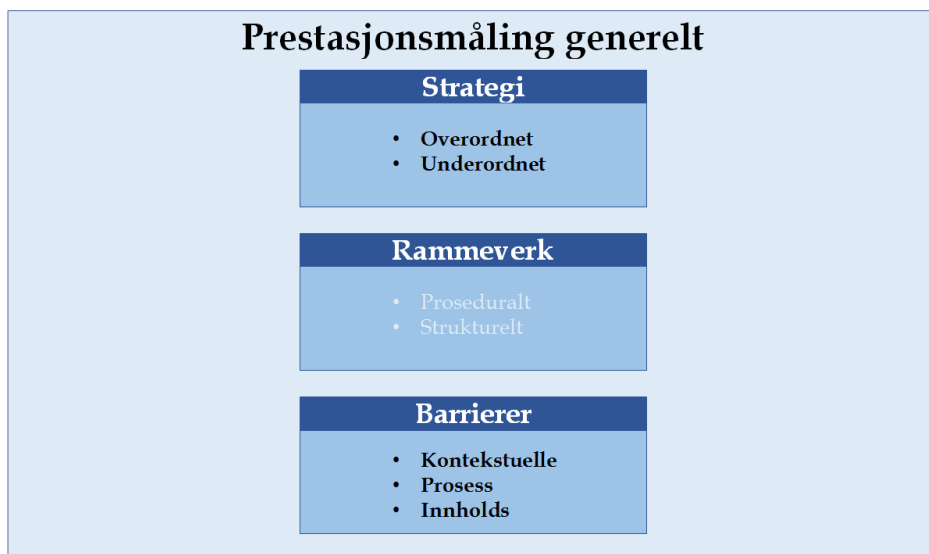 Prestasjonsmåling generelt
Strategi
• Overordnet
• Underordnet
Rammeverk
• Proseduralt
• Strukturelt
Barrierer
• Kontekstuelle
• Prosess
• Innholds